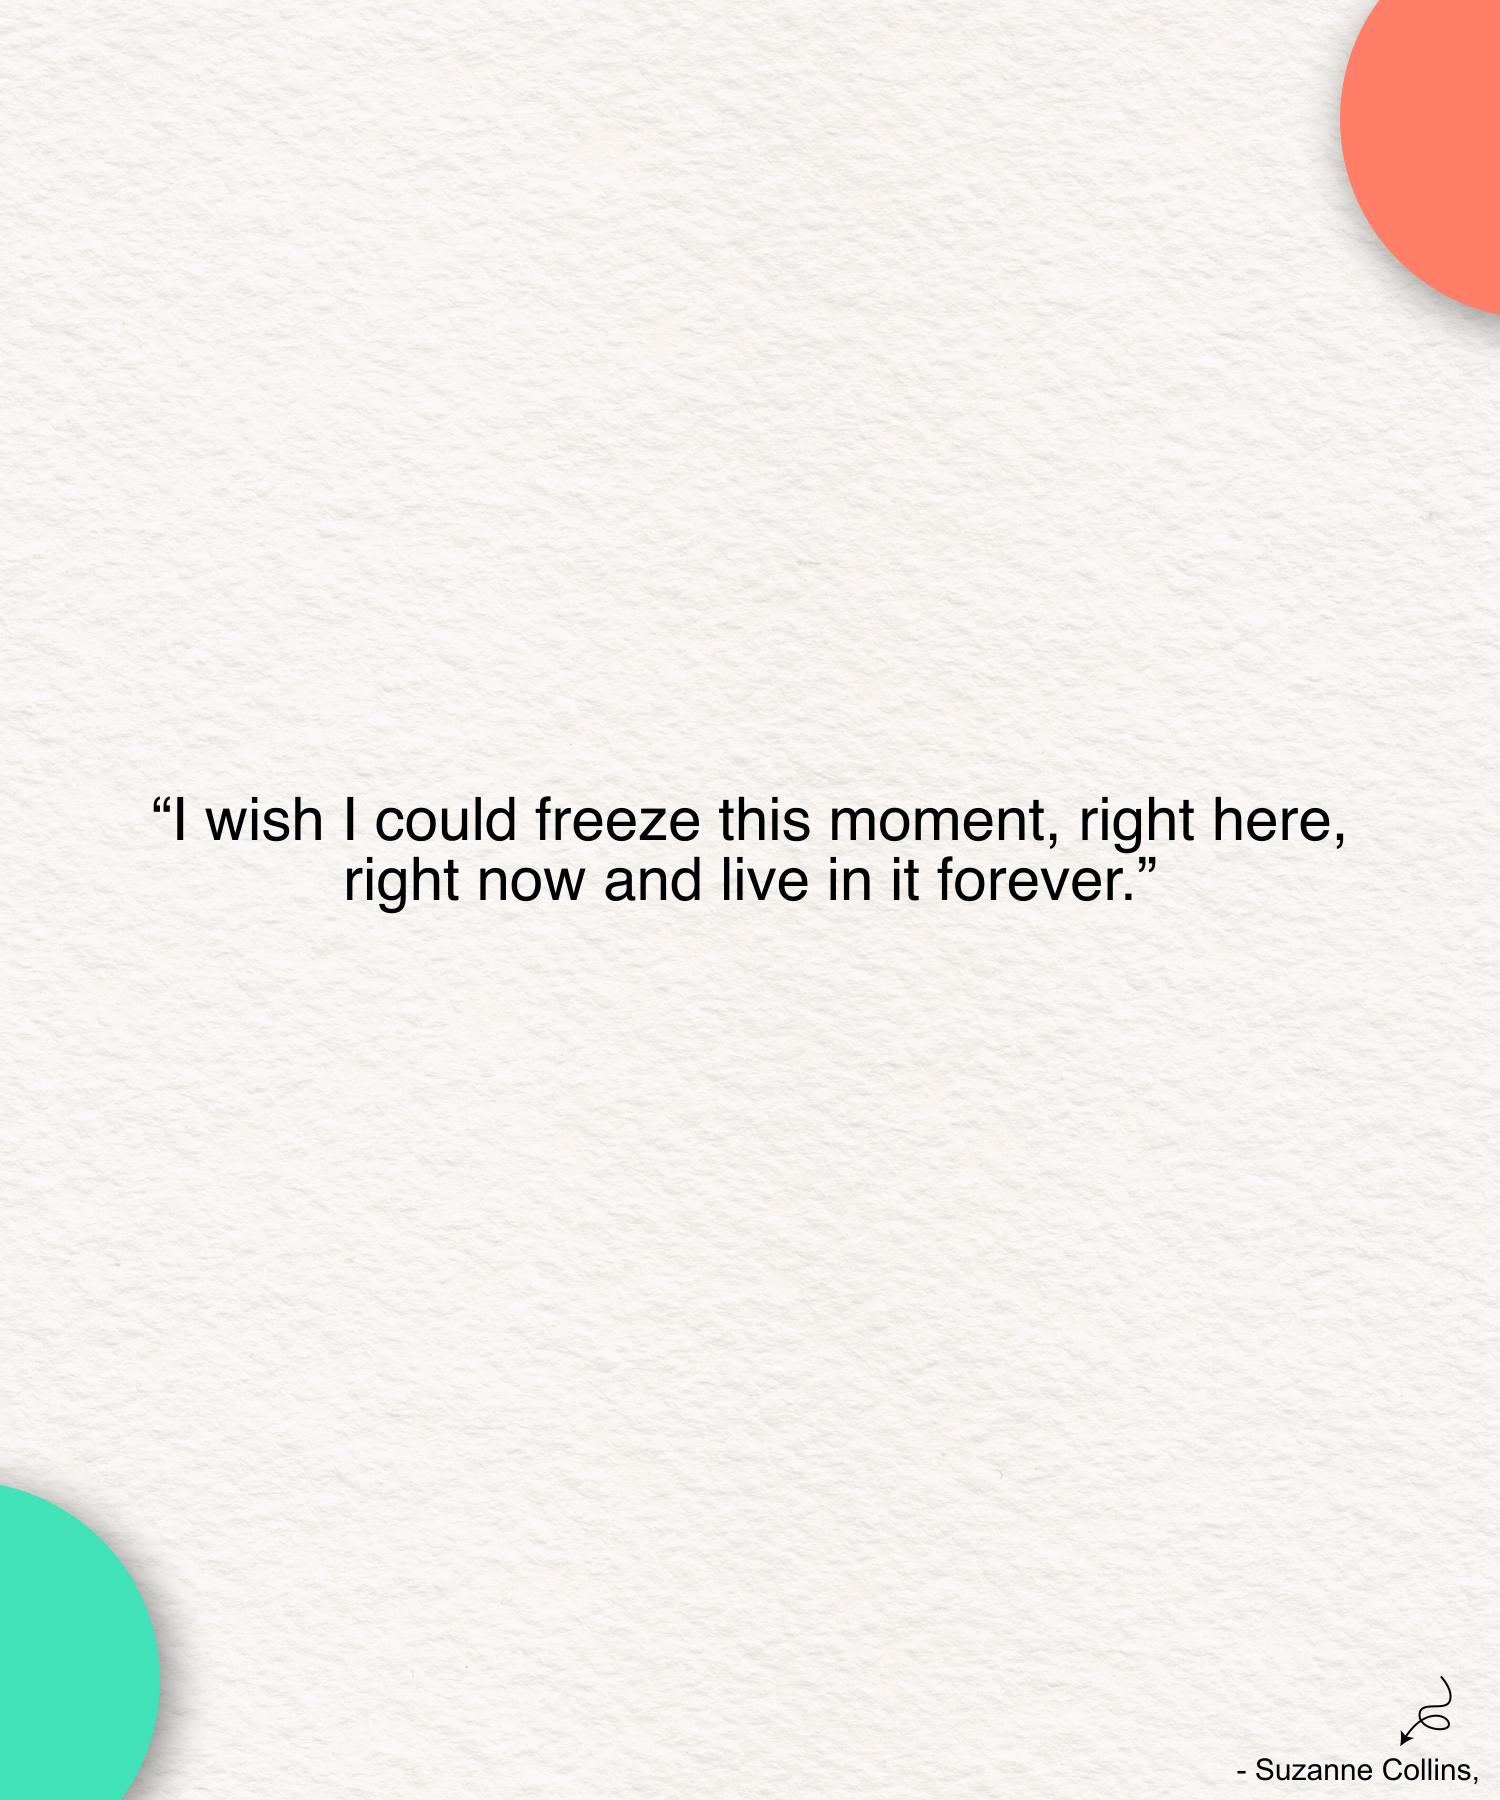 “I wish I could freeze this moment, right here,
right now and live in it forever.”
- Suzanne Collins,